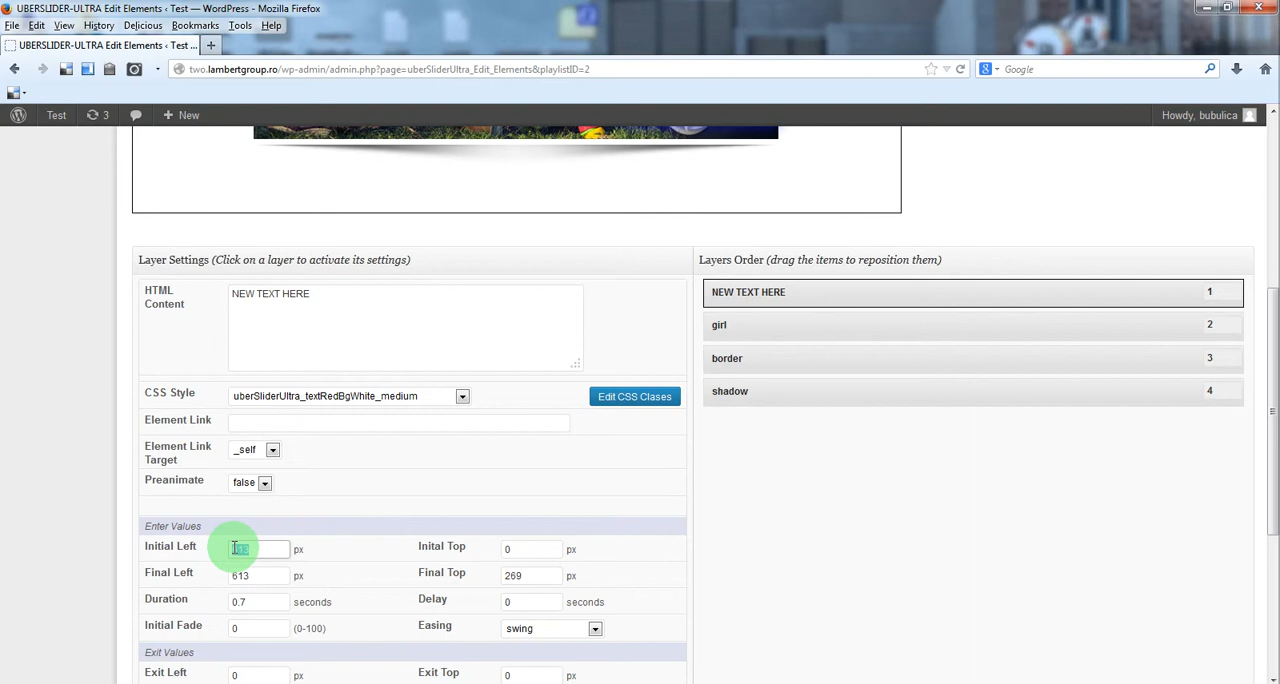 UBERSLIDER-ULTRA Edit Elements ‹ Test — WordPress - Mozilla Firefox
File Edit View History Delicious Bookmarks Tools Help
UBERSLIDER-ULTRA Edit Elements ‹ Test ...
two.lambertgroup.ro/wp-admin/admin.php?page=uberSliderUltra_Edit_Elements&playlistID=2
Google
Test 3 New Howdy, bubulica
Layer Settings (Click on a layer to activate its settings)
Layers Order (drag the items to reposition them)
HTML Content
NEW TEXT HERE
NEW TEXT HERE 1
girl 2
border 3
shadow 4
CSS Style uberSliderUltra_textRedBgWhite_medium Edit CSS Clases
Element Link
Element Link Target _self
Preanimate false
Enter Values
Initial Left px Inital Top 0 px
Final Left 613 px Final Top 269 px
Duration 0.7 seconds Delay 0 seconds
Initial Fade 0 (0-100) Easing swing
Exit Values
Exit Left 0 px Exit Top 0 px